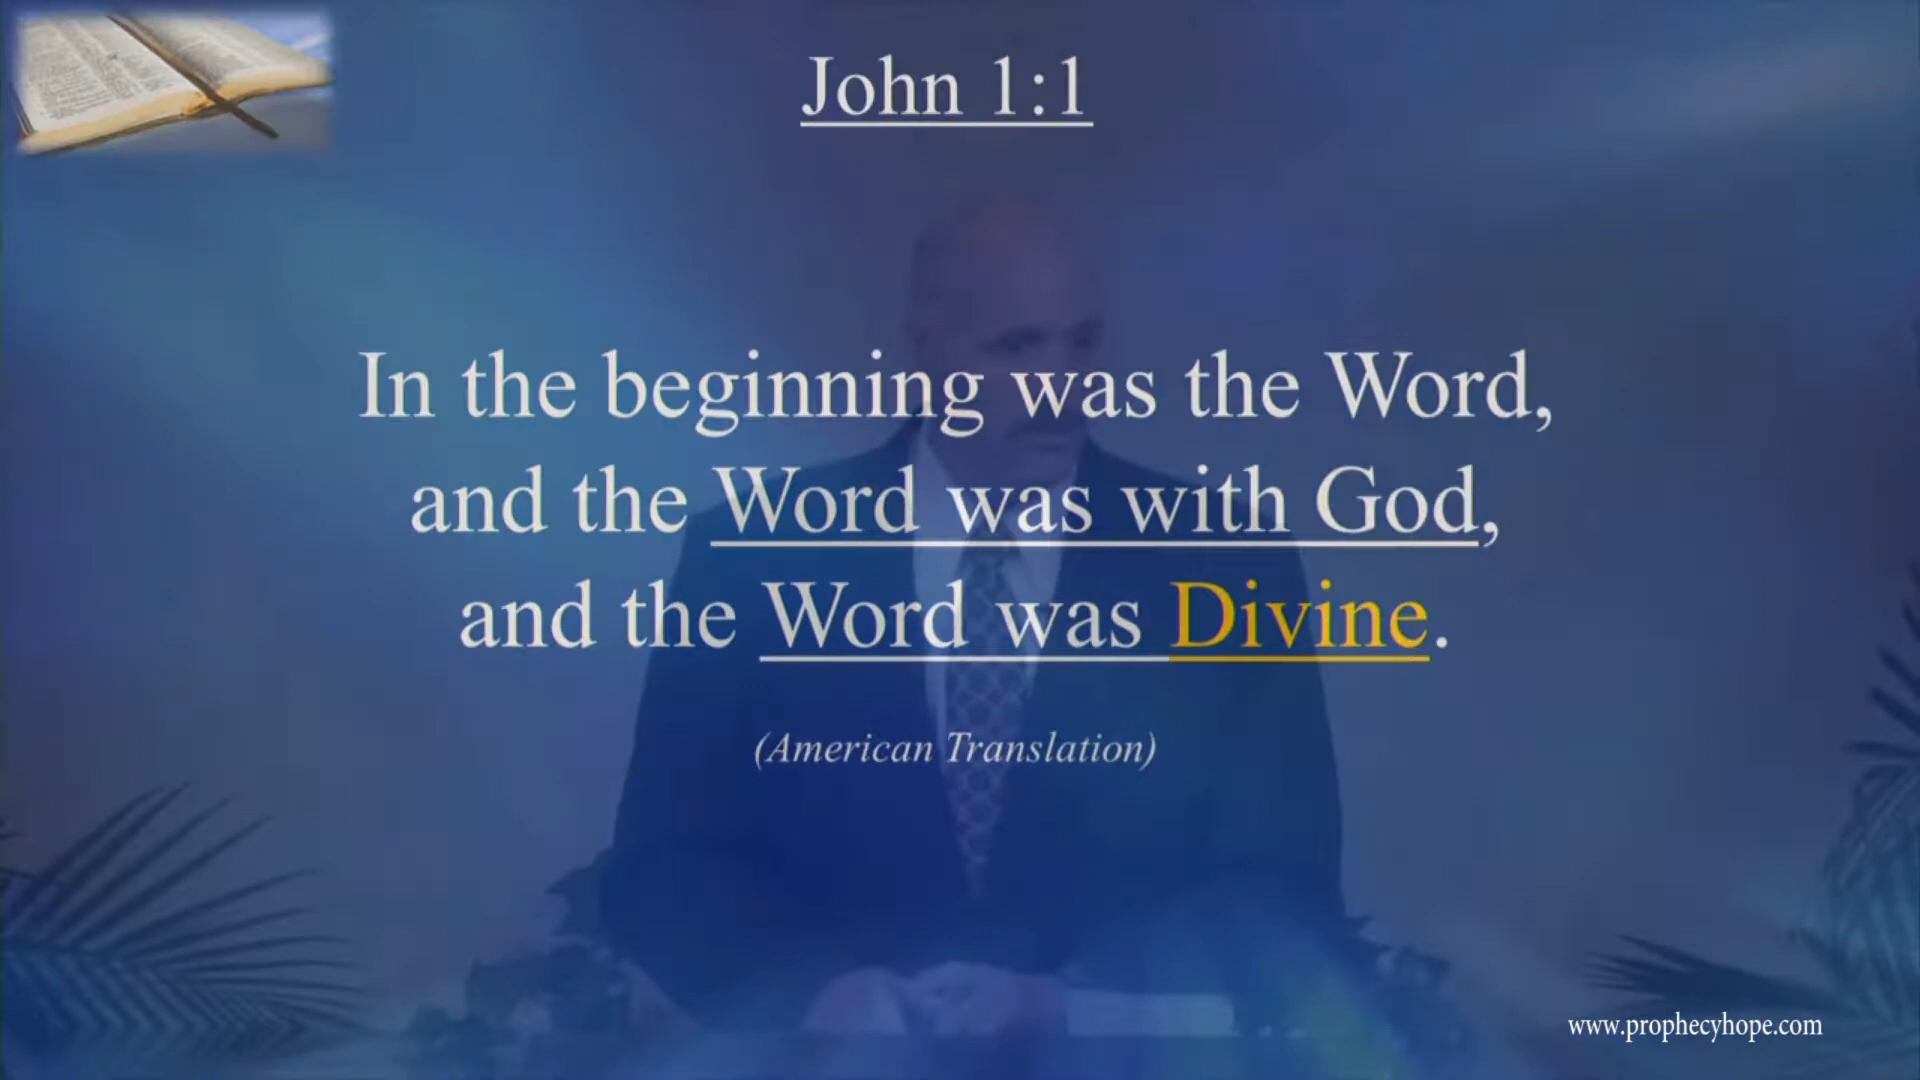 John 1:1
In the beginning was the Word,
and the Word was with God,
and the Word was Divine.
(American Translation)
www.prophecyhope.com